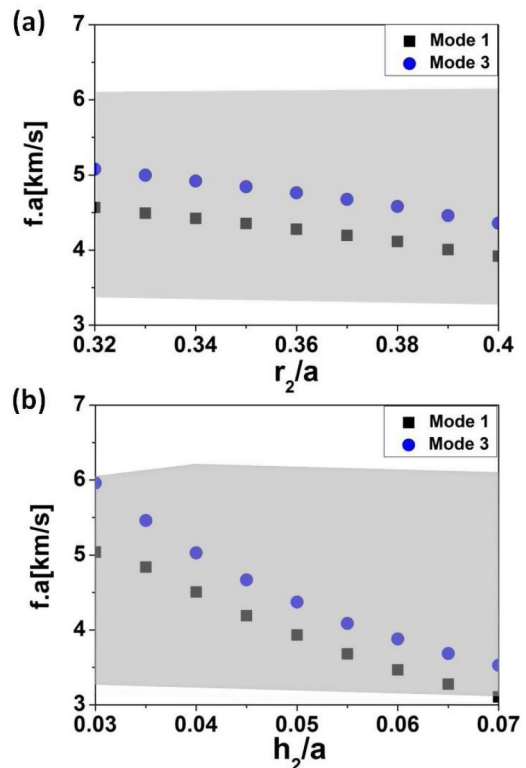 (a)
7
Mode 1
Mode 3
6
5
4
3
f.a[km/s]
0.32 0.34 0.36 0.38 0.4
r2/a
(b)
7
Mode 1
Mode 3
6
5
4
3
f.a[km/s]
0.03 0.04 0.05 0.06 0.07
h2/a